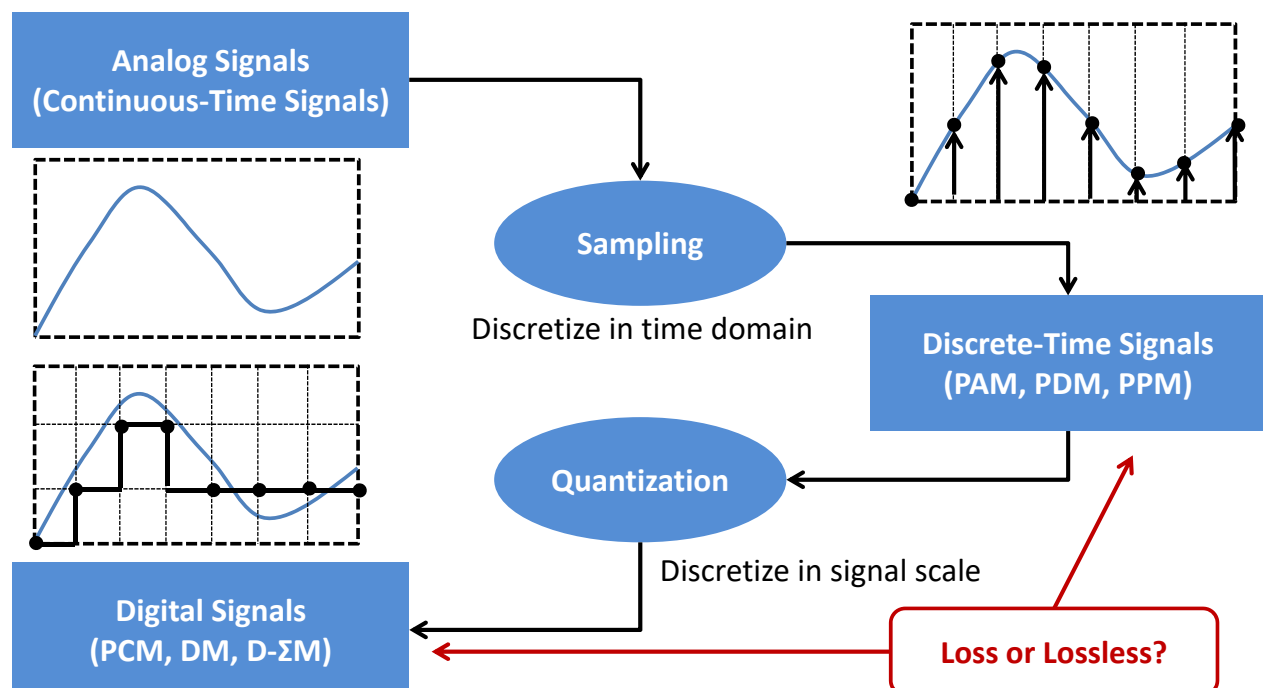 Analog Signals
(Continuous-Time Signals)
Sampling
Discretize in time domain
Discrete-Time Signals
(PAM, PDM, PPM)
Quantization
Discretize in signal scale
Digital Signals
(PCM, DM, D-ΣM)
Loss or Lossless?